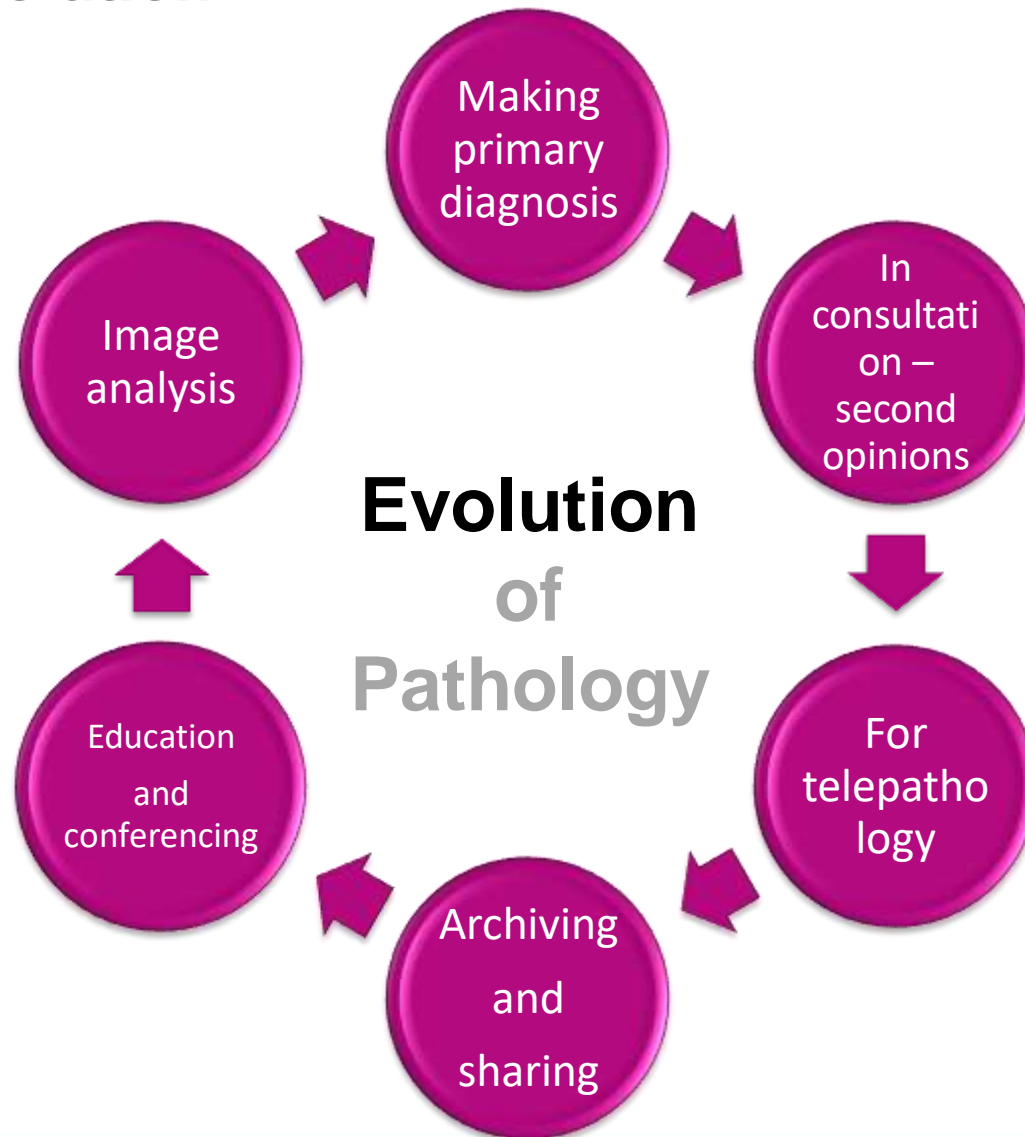 Making
primary
diagnosis
In
consultati
on –
second
opinions
For
telepatho
logy
Archiving
and
sharing
Education
and
conferencing
Image
analysis
Evolution
of
Pathology